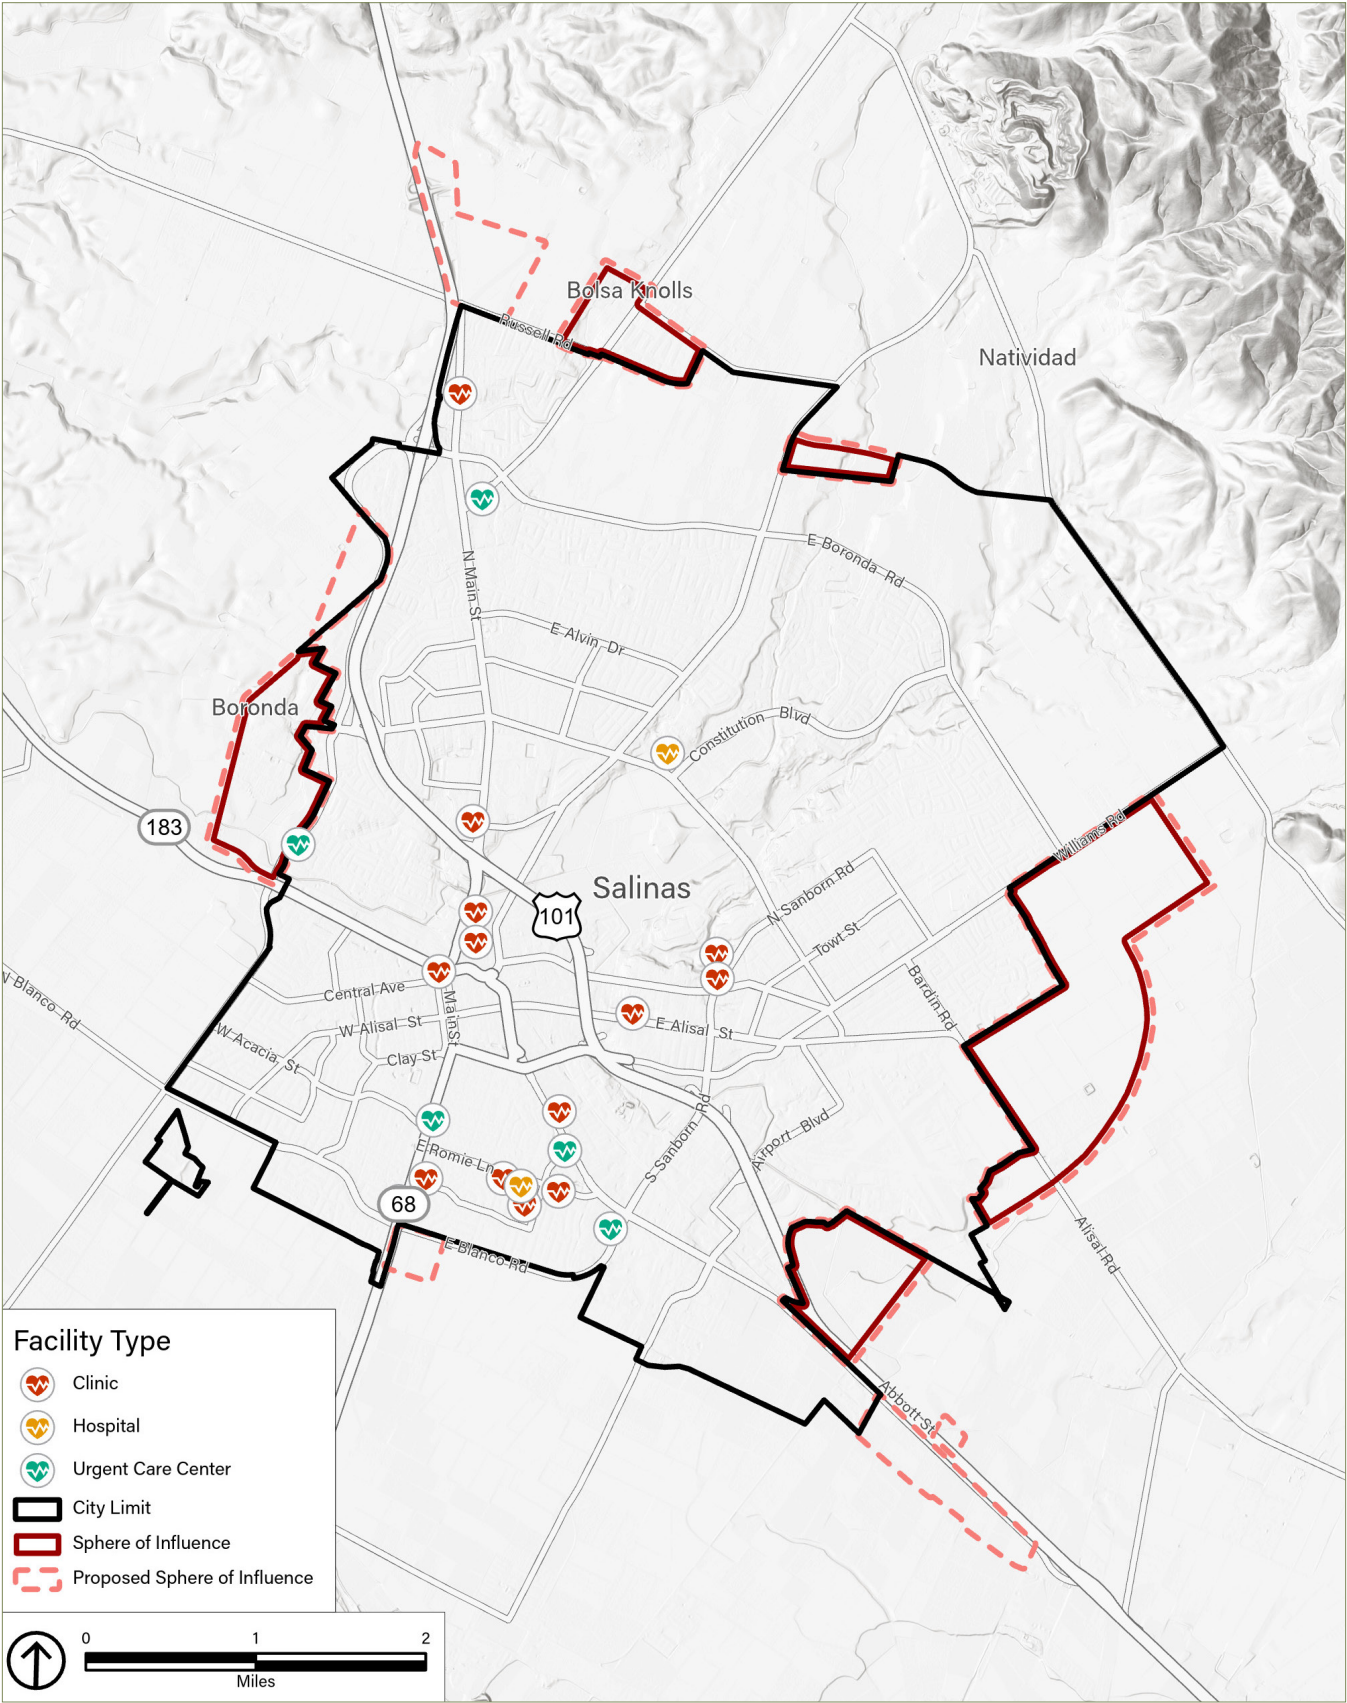 Bolsa Knolls
Russell Rd
Natividad
E Boronda Rd
N Main St
E Alvin Dr
Boronda
Constitution Blvd
183
Williams Rd
Salinas
101
N Sanborn Rd
Towt St
N Blanco Rd
Central Ave
Main St
Bardin Rd
W Alisal St
E Alisal St
W Acacia St
Clay St
S Sanborn Rd
Airport Blvd
E Romie Ln
68
E Blanco Rd
Alisal Rd
Abbott St
Facility Type
Clinic
Hospital
Urgent Care Center
City Limit
Sphere of Influence
Proposed Sphere of Influence
0 1 2
Miles